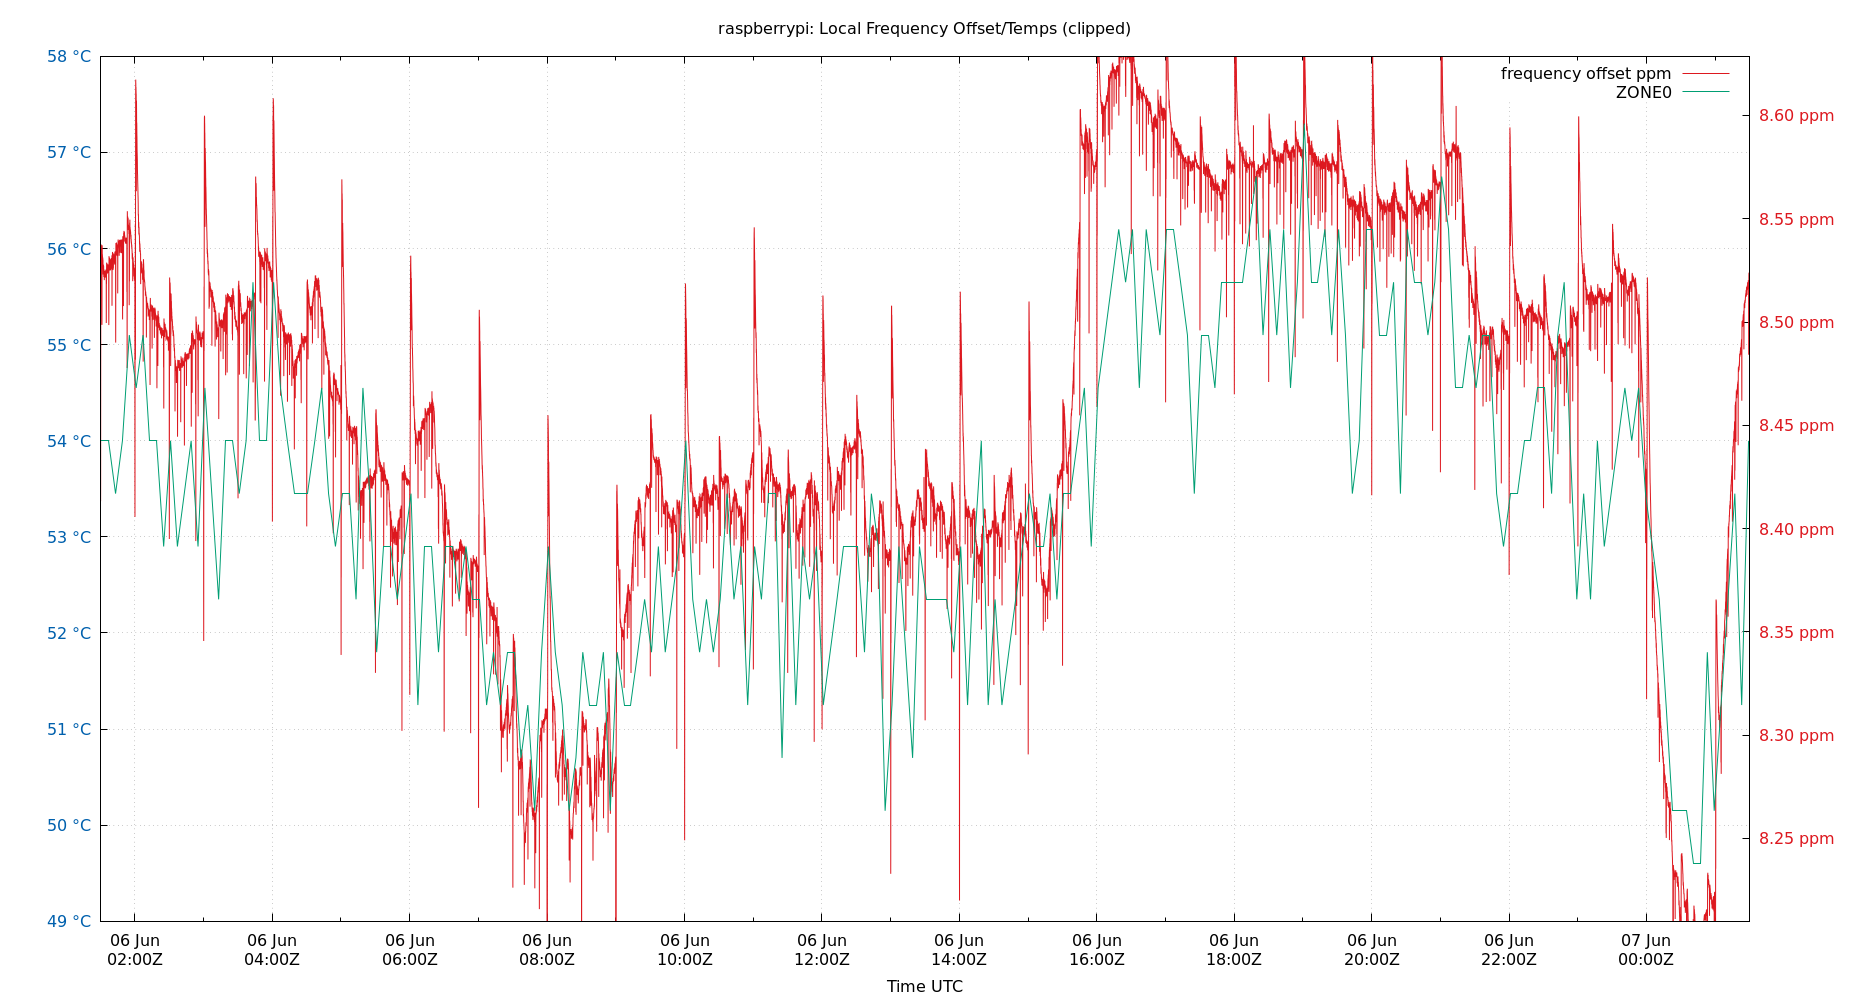 raspberrypi: Local Frequency Offset/Temps (clipped)
frequency offset ppm
ZONE0
58 °C
57 °C
56 °C
55 °C
54 °C
53 °C
52 °C
51 °C
50 °C
49 °C
8.60 ppm
8.55 ppm
8.50 ppm
8.45 ppm
8.40 ppm
8.35 ppm
8.30 ppm
8.25 ppm
06 Jun 06 Jun 06 Jun 06 Jun 06 Jun 06 Jun 06 Jun 06 Jun 06 Jun 06 Jun 06 Jun 07 Jun
02:00Z 04:00Z 06:00Z 08:00Z 10:00Z 12:00Z 14:00Z 16:00Z 18:00Z 20:00Z 22:00Z 00:00Z
Time UTC